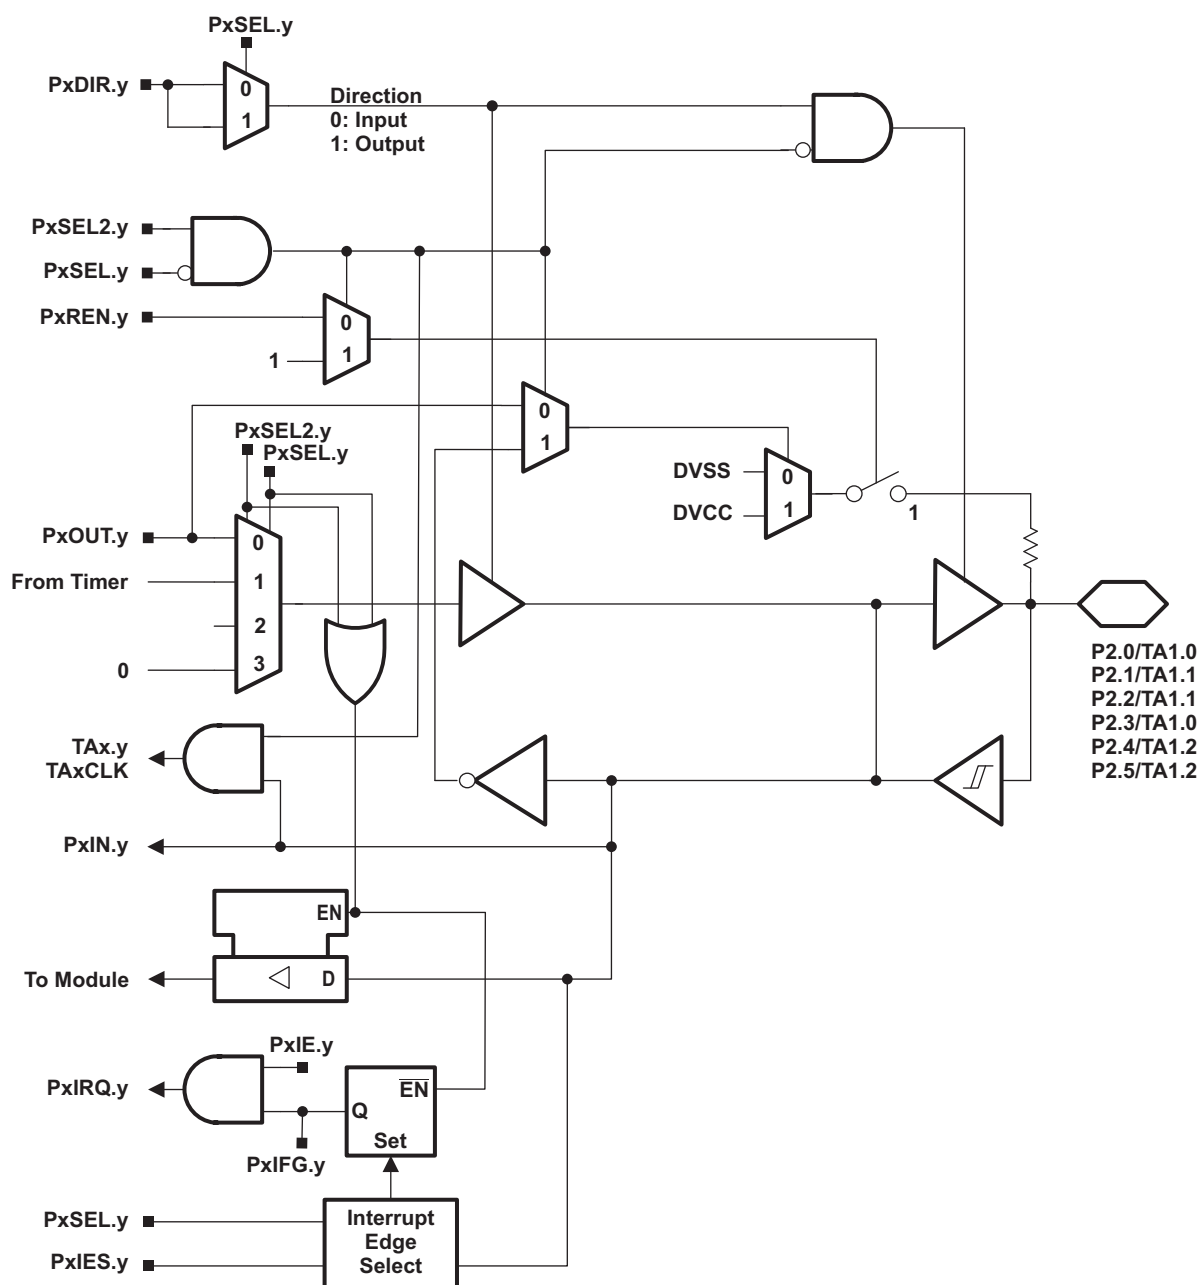 PxSEL.y
PxDIR.y
0
1
Direction
0: Input
1: Output
PxSEL2.y
PxSEL.y
PxREN.y
0
1
1
0
1
PxSEL2.y
PxSEL.y
DVSS
DVCC
0
1
1
PxOUT.y
From Timer
0
0
1
2
3
P2.0/TA1.0
P2.1/TA1.1
P2.2/TA1.1
P2.3/TA1.0
P2.4/TA1.2
P2.5/TA1.2
TAx.y
TAxCLK
PxIN.y
EN
To Module
D
PxIE.y
PxIRQ.y
EN
Q
Set
PxIFG.y
PxSEL.y
PxIES.y
Interrupt
Edge
Select